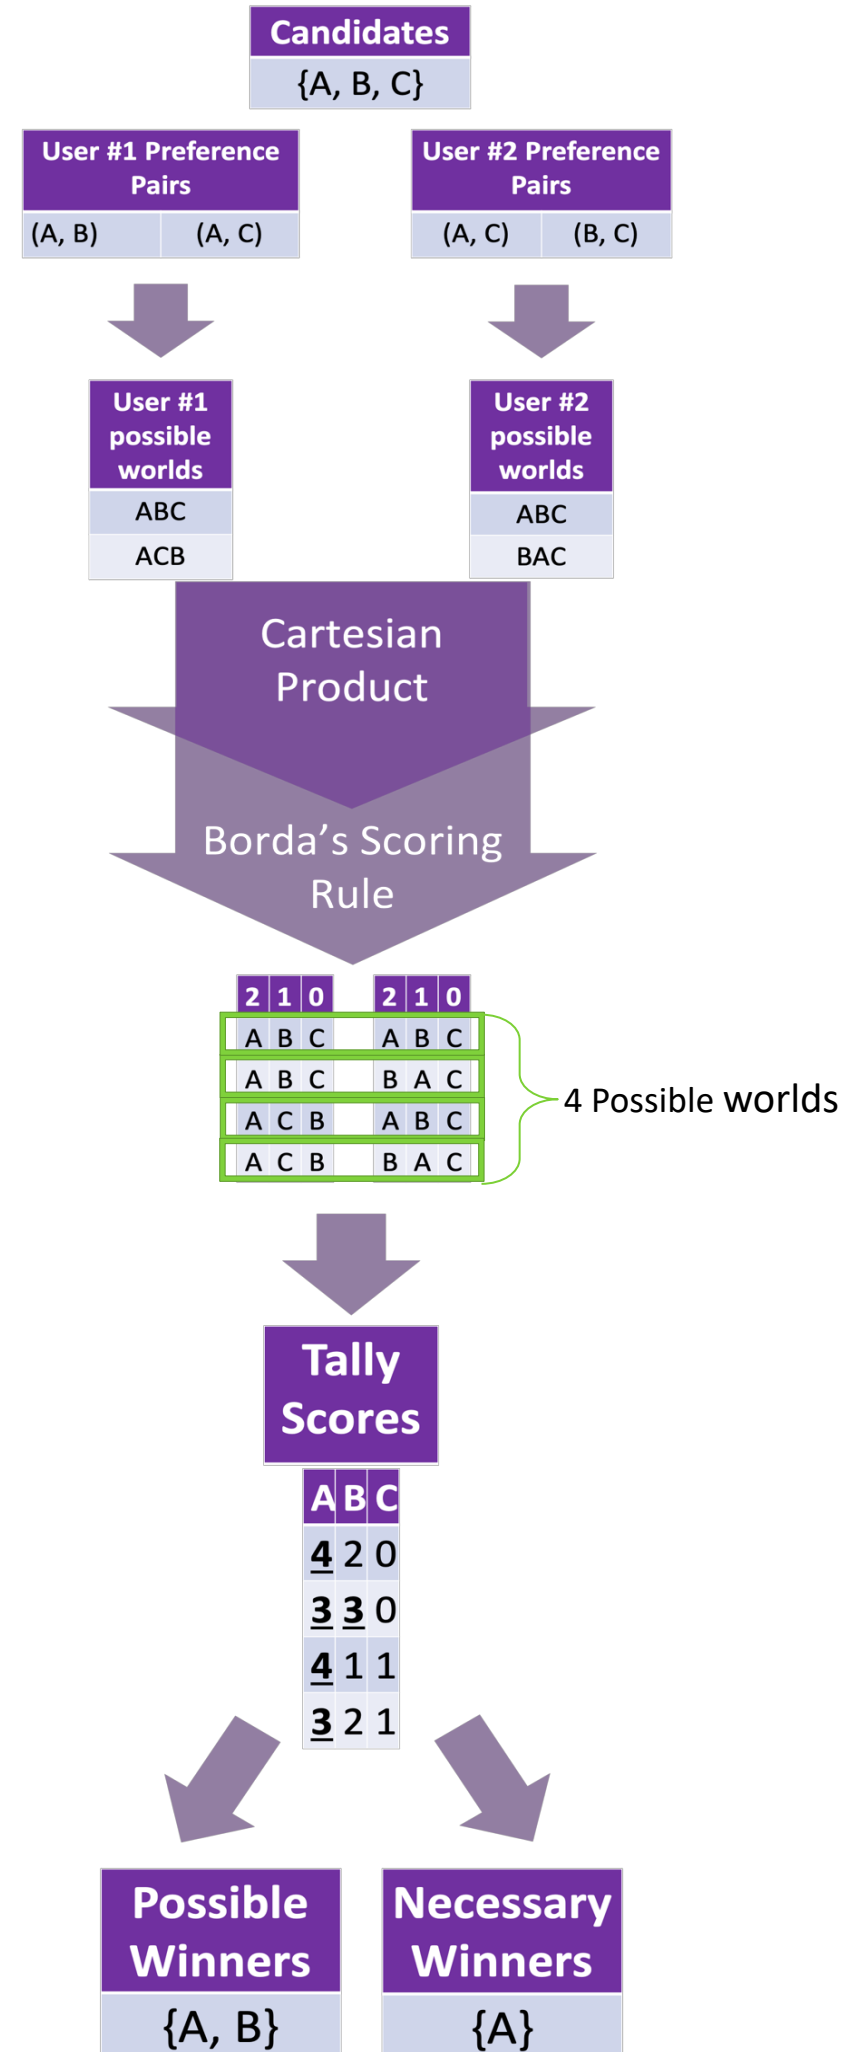 Candidates
{A, B, C}
User #1 Preference
Pairs
(A, B) (A, C)
User #2 Preference
Pairs
(A, C) (B, C)
User #1
possible
worlds
ABC
ACB
User #2
possible
worlds
ABC
BAC
Cartesian
Product
Borda’s Scoring
Rule
2 1 0 2 1 0
A B C A B C
A B C B A C
A C B A B C
A C B B A C
4 Possible worlds
Tally
Scores
A B C
4 2 0
3 3 0
4 1 1
3 2 1
Possible
Winners
{A, B}
Necessary
Winners
{A}